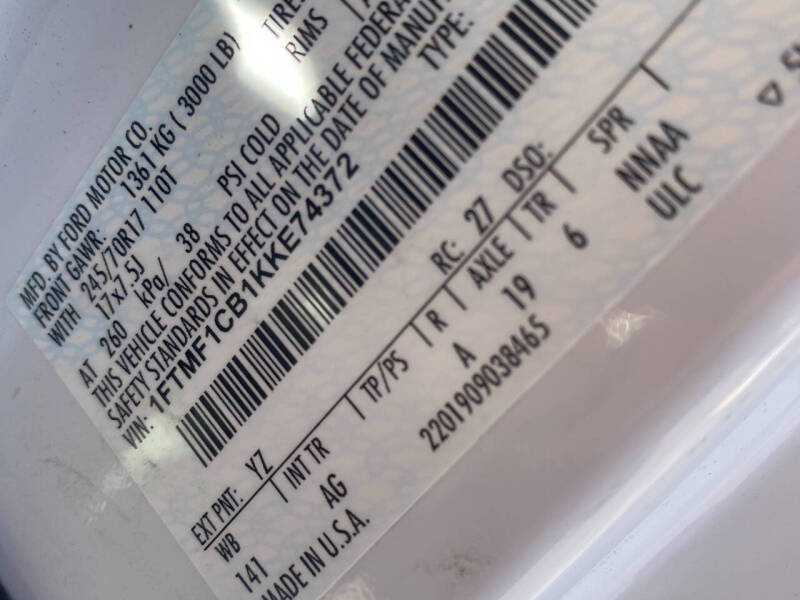 MFD. BY FORD MOTOR CO.
FRONT GAWR: 1361 KG ( 3000 LB)
WITH 245/70R17 110T TIRES
17x7.5J RIMS
AT 260 kPa/ 38 PSI COLD
THIS VEHICLE CONFORMS TO ALL APPLICABLE FEDERA
SAFETY STANDARDS IN EFFECT ON THE DATE OF MANUF
VIN: 1FTMF1CB1KKE74372
TYPE:
EXT PNT: YZ RC: 27 DSO:
WB INT TR TP/PS R AXLE TR SPR
141 AG A 19 6 NNAA
MADE IN U.S.A. 2201909038465 ULC